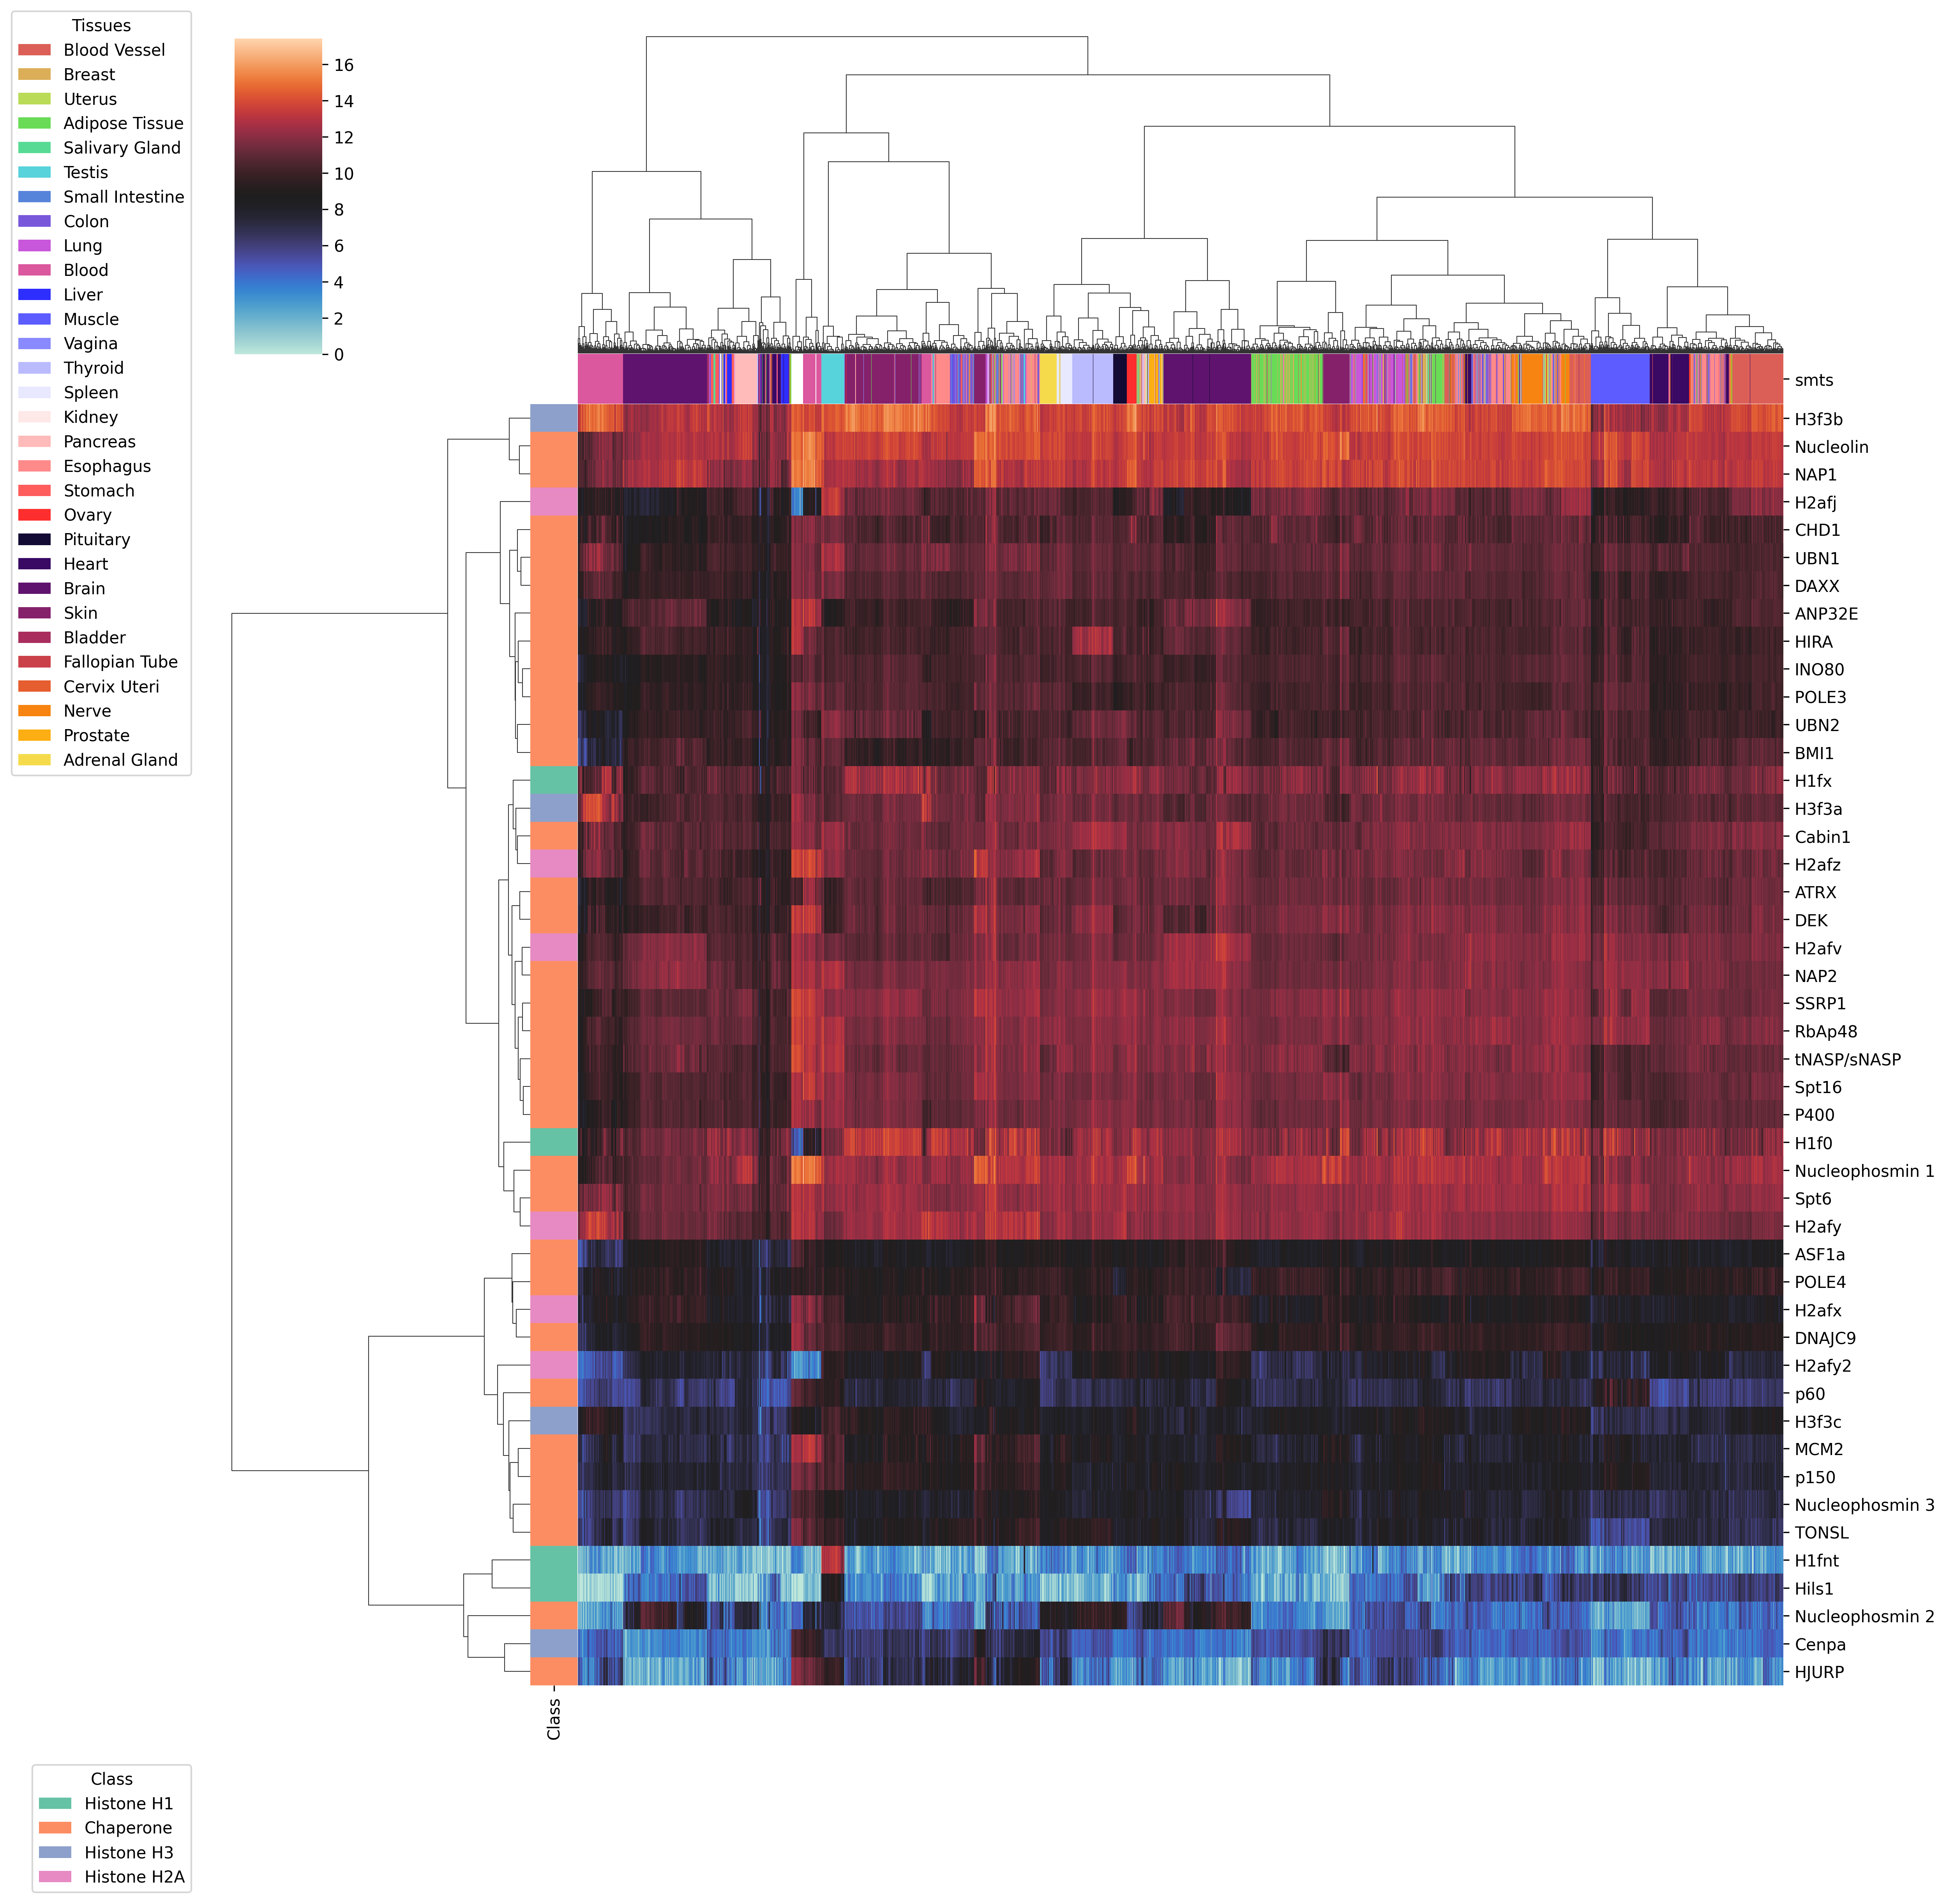 Tissues
Blood Vessel
Breast
Uterus
Adipose Tissue
Salivary Gland
Testis
Small Intestine
Colon
Lung
Blood
Liver
Muscle
Vagina
Thyroid
Spleen
Kidney
Pancreas
Esophagus
Stomach
Ovary
Pituitary
Heart
Brain
Skin
Bladder
Fallopian Tube
Cervix Uteri
Nerve
Prostate
Adrenal Gland
16
14
12
10
8
6
4
2
0
smts
H3f3b
Nucleolin
NAP1
H2afj
CHD1
UBN1
DAXX
ANP32E
HIRA
INO80
POLE3
UBN2
BMI1
H1fx
H3f3a
Cabin1
H2afz
ATRX
DEK
H2afv
NAP2
SSRP1
RbAp48
tNASP/sNASP
Spt16
P400
H1f0
Nucleophosmin 1
Spt6
H2afy
ASF1a
POLE4
H2afx
DNAJC9
H2afy2
p60
H3f3c
MCM2
p150
Nucleophosmin 3
TONSL
H1fnt
Hils1
Nucleophosmin 2
Cenpa
HJURP
Class
Class
Histone H1
Chaperone
Histone H3
Histone H2A